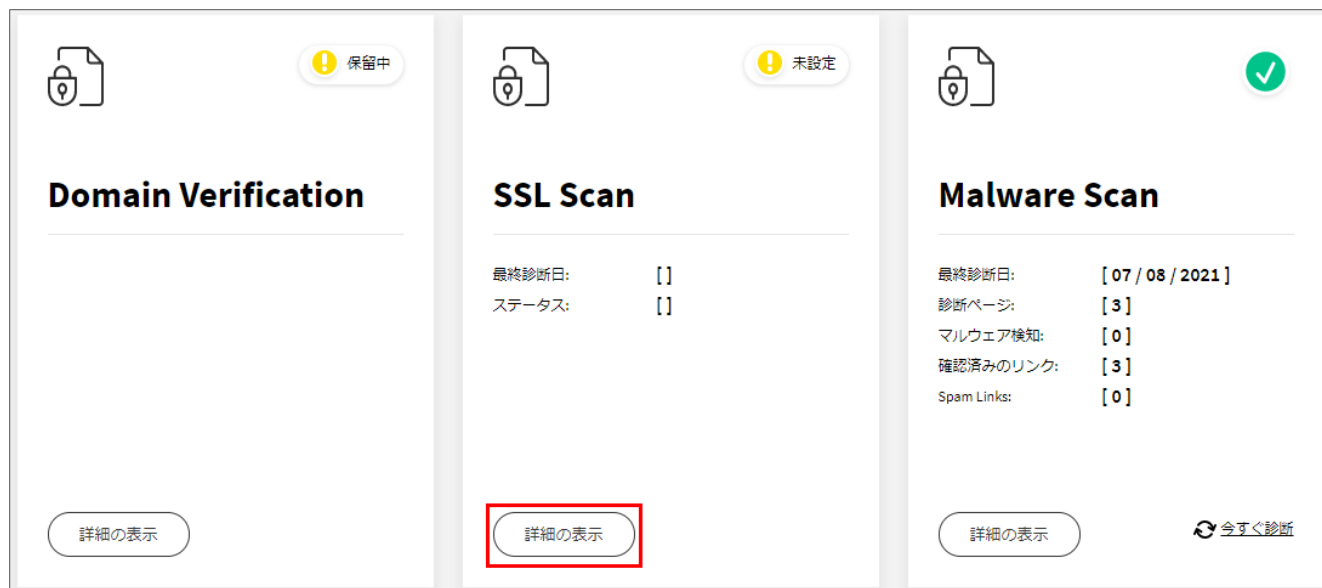 保留中
Domain Verification
詳細の表示
未設定
SSL Scan
最終診断日: [ ]
ステータス: [ ]
詳細の表示
Malware Scan
最終診断日: [ 07 / 08 / 2021 ]
診断ページ: [ 3 ]
マルウェア検知: [ 0 ]
確認済みのリンク: [ 3 ]
Spam Links: [ 0 ]
詳細の表示
今すぐ診断